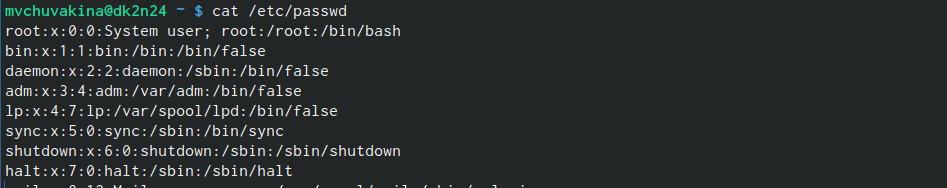 mvchuvakina@dk2n24 ~ $ cat /etc/passwd
root:x:0:0:System user; root:/root:/bin/bash
bin:x:1:1:bin:/bin:/bin/false
daemon:x:2:2:daemon:/sbin:/bin/false
adm:x:3:4:adm:/var/adm:/bin/false
lp:x:4:7:lp:/var/spool/lpd:/bin/false
sync:x:5:0:sync:/sbin:/bin/sync
shutdown:x:6:0:shutdown:/sbin:/sbin/shutdown
halt:x:7:0:halt:/sbin:/sbin/halt